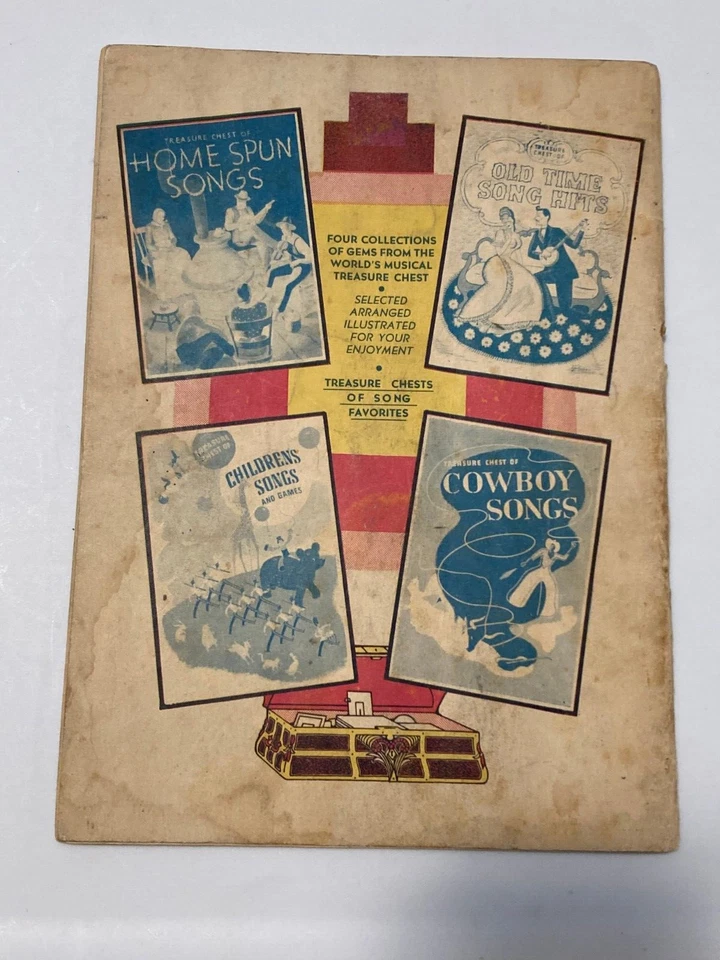 TREASURE CHEST OF
HOME SPUN
SONGS
TREASURE
CHEST OF
OLD TIME
SONG HITS
FOUR COLLECTIONS
OF GEMS FROM THE
WORLD'S MUSICAL
TREASURE CHEST
•
SELECTED
ARRANGED
ILLUSTRATED
FOR YOUR
ENJOYMENT
•
TREASURE CHESTS
OF SONG
FAVORITES
TREASURE
CHEST OF
CHILDREN'S
SONGS
AND GAMES
TREASURE CHEST OF
COWBOY
SONGS